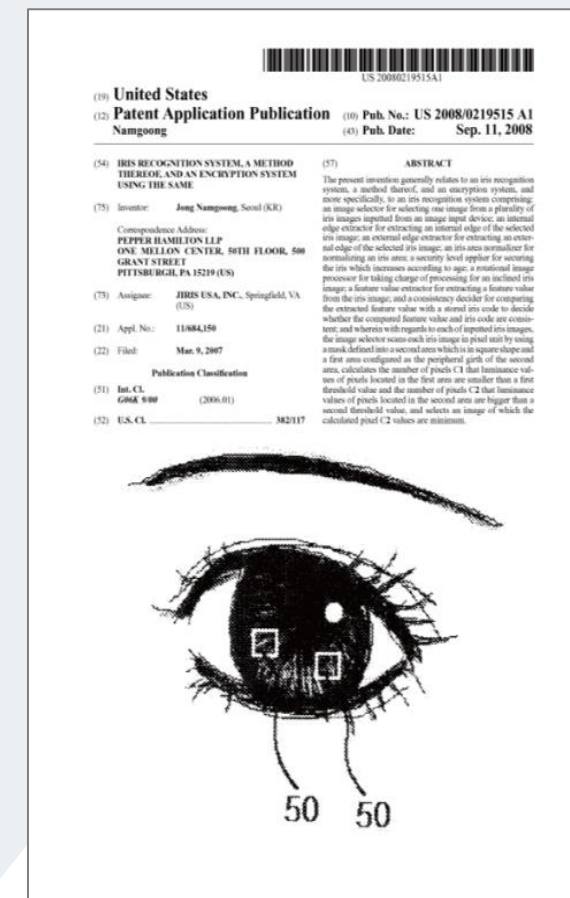 US 20080219515A1
(19) United States
(12) Patent Application Publication
Namgoong
(10) Pub. No.: US 2008/0219515 A1
(43) Pub. Date: Sep. 11, 2008
(54) IRIS RECOGNITION SYSTEM, A METHOD
THEREOF, AND AN ENCRYPTION SYSTEM
USING THE SAME
(75) Inventor: Jong Namgoong, Seoul (KR)
Correspondence Address:
PEPPER HAMILTON LLP
ONE MELLON CENTER, 50TH FLOOR, 500
GRANT STREET
PITTSBURGH, PA 15219 (US)
(73) Assignee: JIRIS USA, INC., Springfield, VA
(US)
(21) Appl. No.: 11/684,150
(22) Filed: Mar. 9, 2007
Publication Classification
(51) Int. Cl.
G06K 9/00 (2006.01)
(52) U.S. Cl. 382/117
(57) ABSTRACT
The present invention generally relates to an iris recognition
system, a method thereof, and an encryption system, and
more specifically, to an iris recognition system comprising:
an image selector for selecting one image from a plurality of
iris images inputted from an image input device; an internal
edge extractor for extracting an internal edge of the selected
iris image; an external edge extractor for extracting an exter-
nal edge of the selected iris image; an iris area normalizer for
normalizing an iris area; a security level applier for securing
the iris which increases according to age; a rotational image
processor for taking charge of processing for an inclined iris
image; a feature value extractor for extracting a feature value
from the iris image; and a consistency decider for comparing
the extracted feature value with a stored iris code to decide
whether the compared feature value and iris code are consis-
tent; and wherein with regards to each of inputted iris images,
the image selector scans each iris image in pixel unit by using
a mask defined into a second area which is in square shape and
a first area configured as the peripheral girth of the second
area, calculates the number of pixels C1 that luminance val-
ues of pixels located in the first area are smaller than a first
threshold value and the number of pixels C2 that luminance
values of pixels located in the second area are bigger than a
second threshold value, and selects an image of which the
calculated pixel C2 values are minimum.
50 50